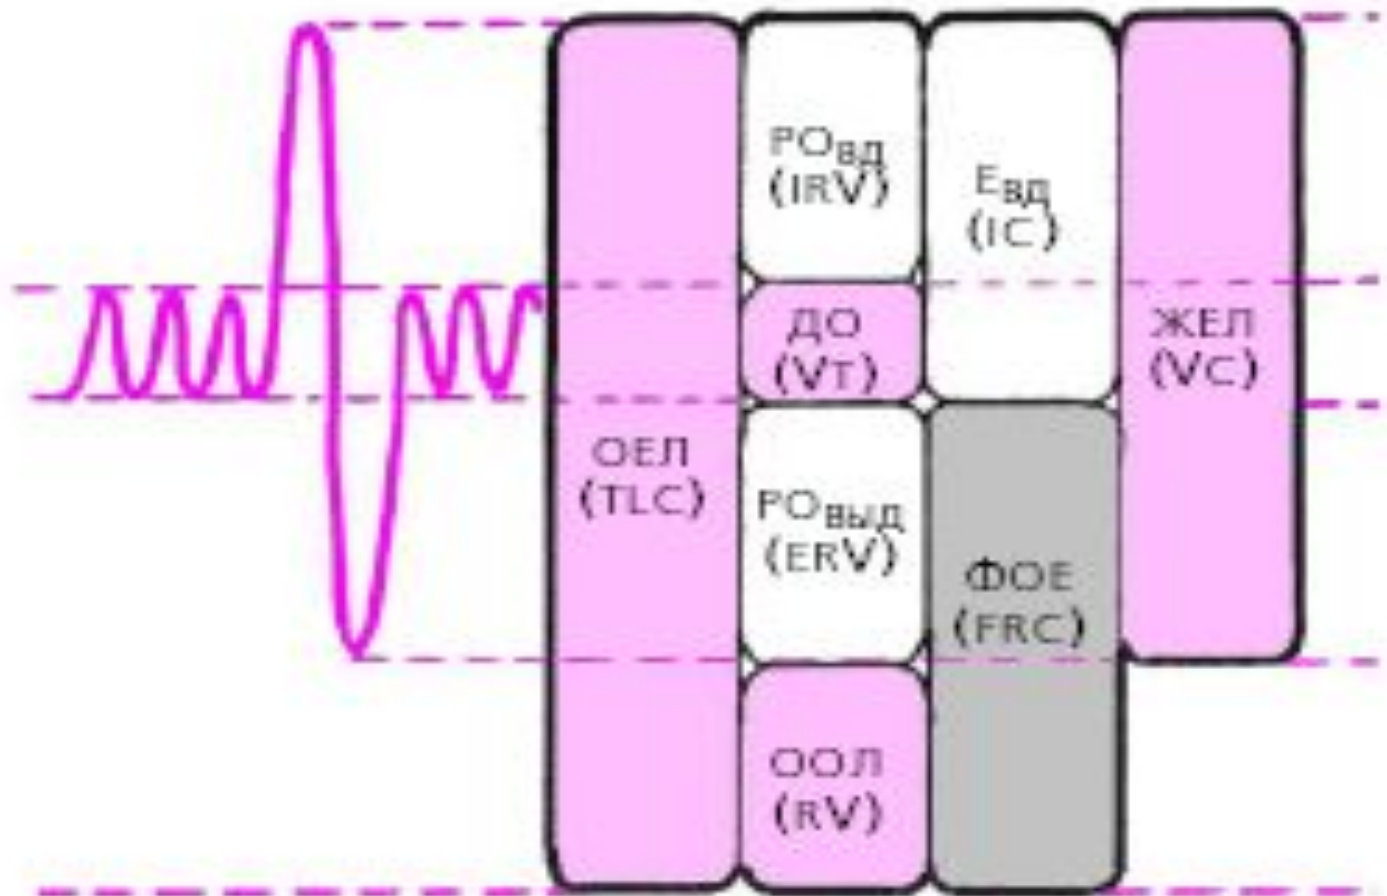 ОЕЛ
(TLC)
РОвд
(IRV)
ДО
(VT)
РОвыд
(ERV)
ООЛ
(RV)
Евд
(IC)
ФОЕ
(FRC)
ЖЕЛ
(VC)